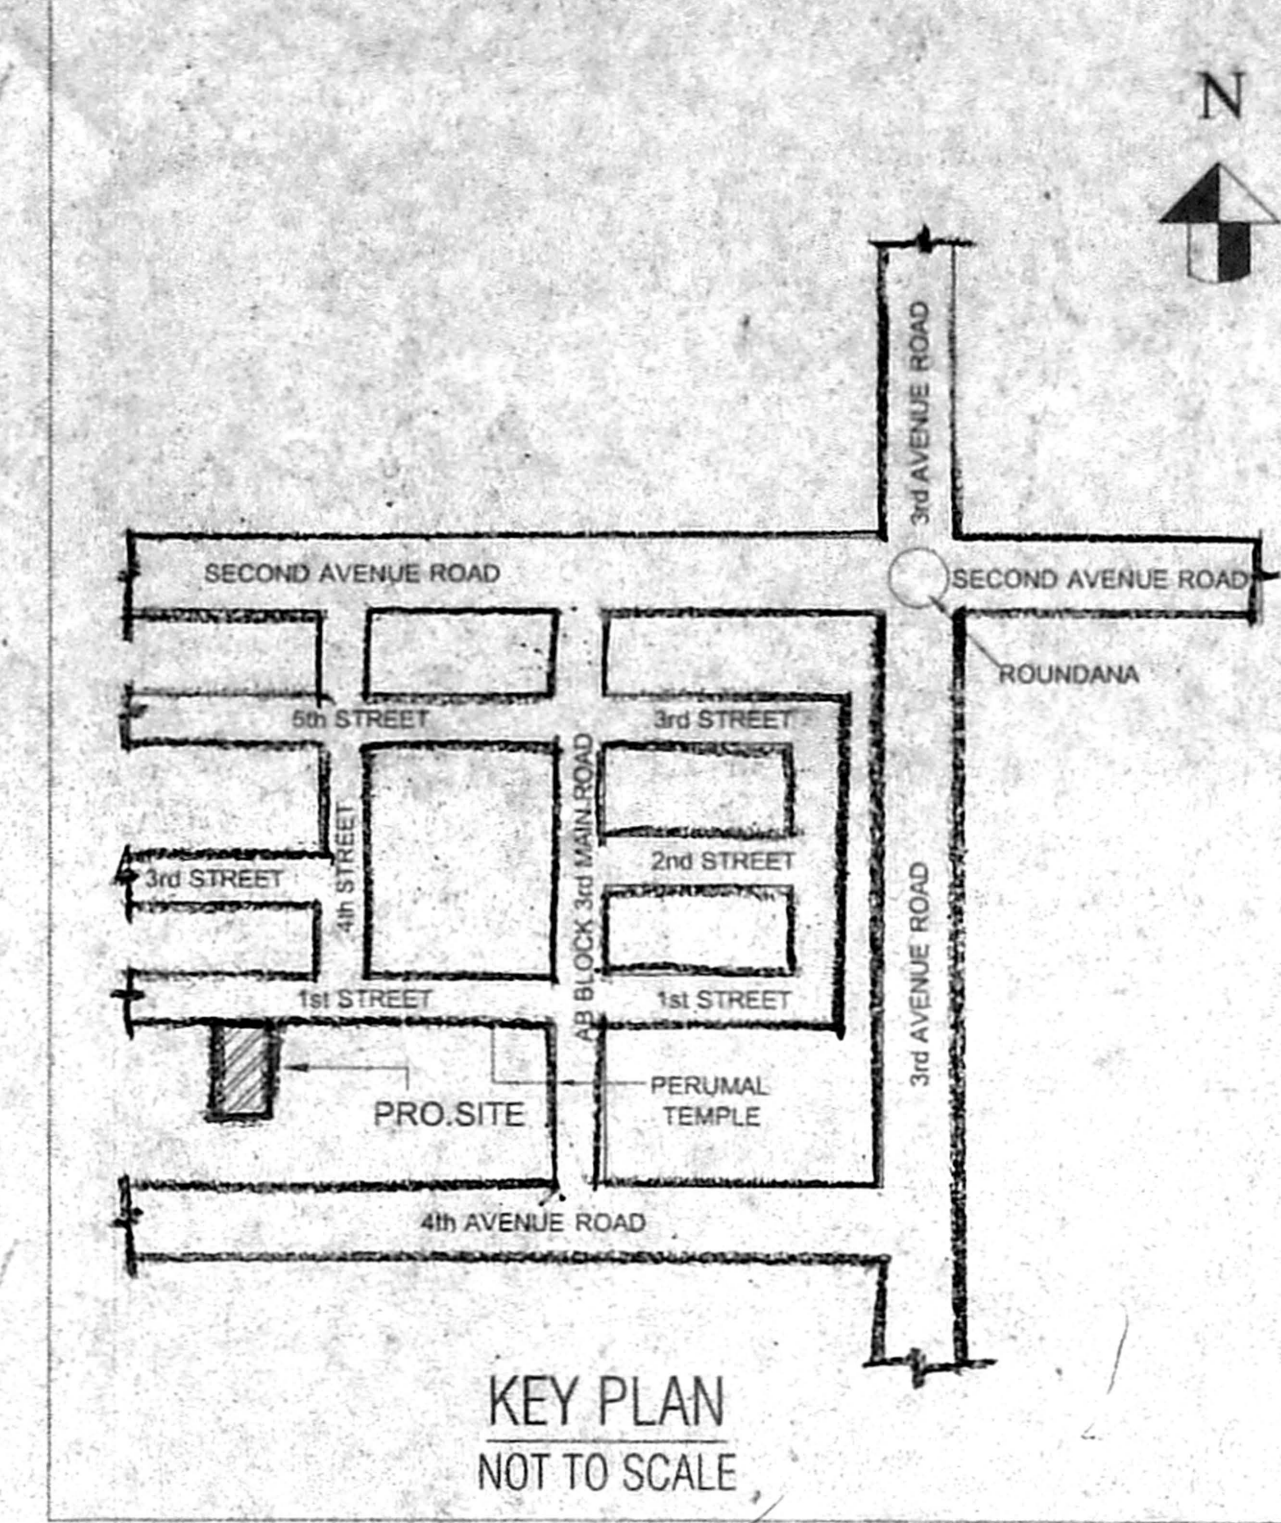 N
3rd AVENUE ROAD
SECOND AVENUE ROAD
SECOND AVENUE ROAD
ROUNDANA
5th STREET
3rd STREET
AB BLOCK 3rd MAIN ROAD
2nd STREET
3rd STREET
4th STREET
3rd AVENUE ROAD
1st STREET
1st STREET
PERUMAL
TEMPLE
PRO.SITE
4th AVENUE ROAD
KEY PLAN
NOT TO SCALE